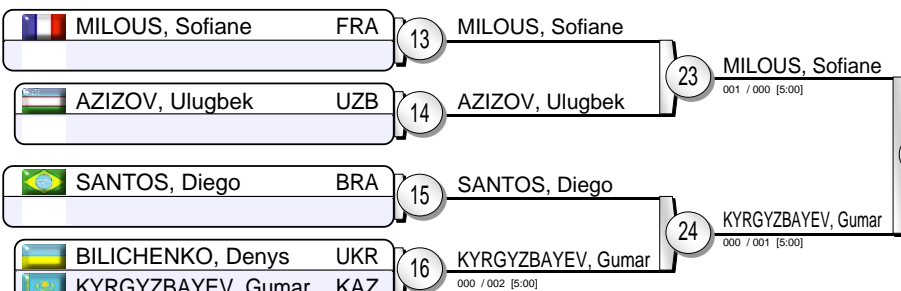 MILOUS, Sofiane FRA
13
MILOUS, Sofiane
23
MILOUS, Sofiane
001 / 000 [5:00]
AZIZOV, Ulugbek UZB
14
AZIZOV, Ulugbek
SANTOS, Diego BRA
15
SANTOS, Diego
24
KYRGYZBAYEV, Gumar
000 / 001 [5:00]
BILICHENKO, Denys UKR
16
KYRGYZBAYEV, Gumar
000 / 002 [5:00]
KYRGYZBAYEV, Gumar KAZ